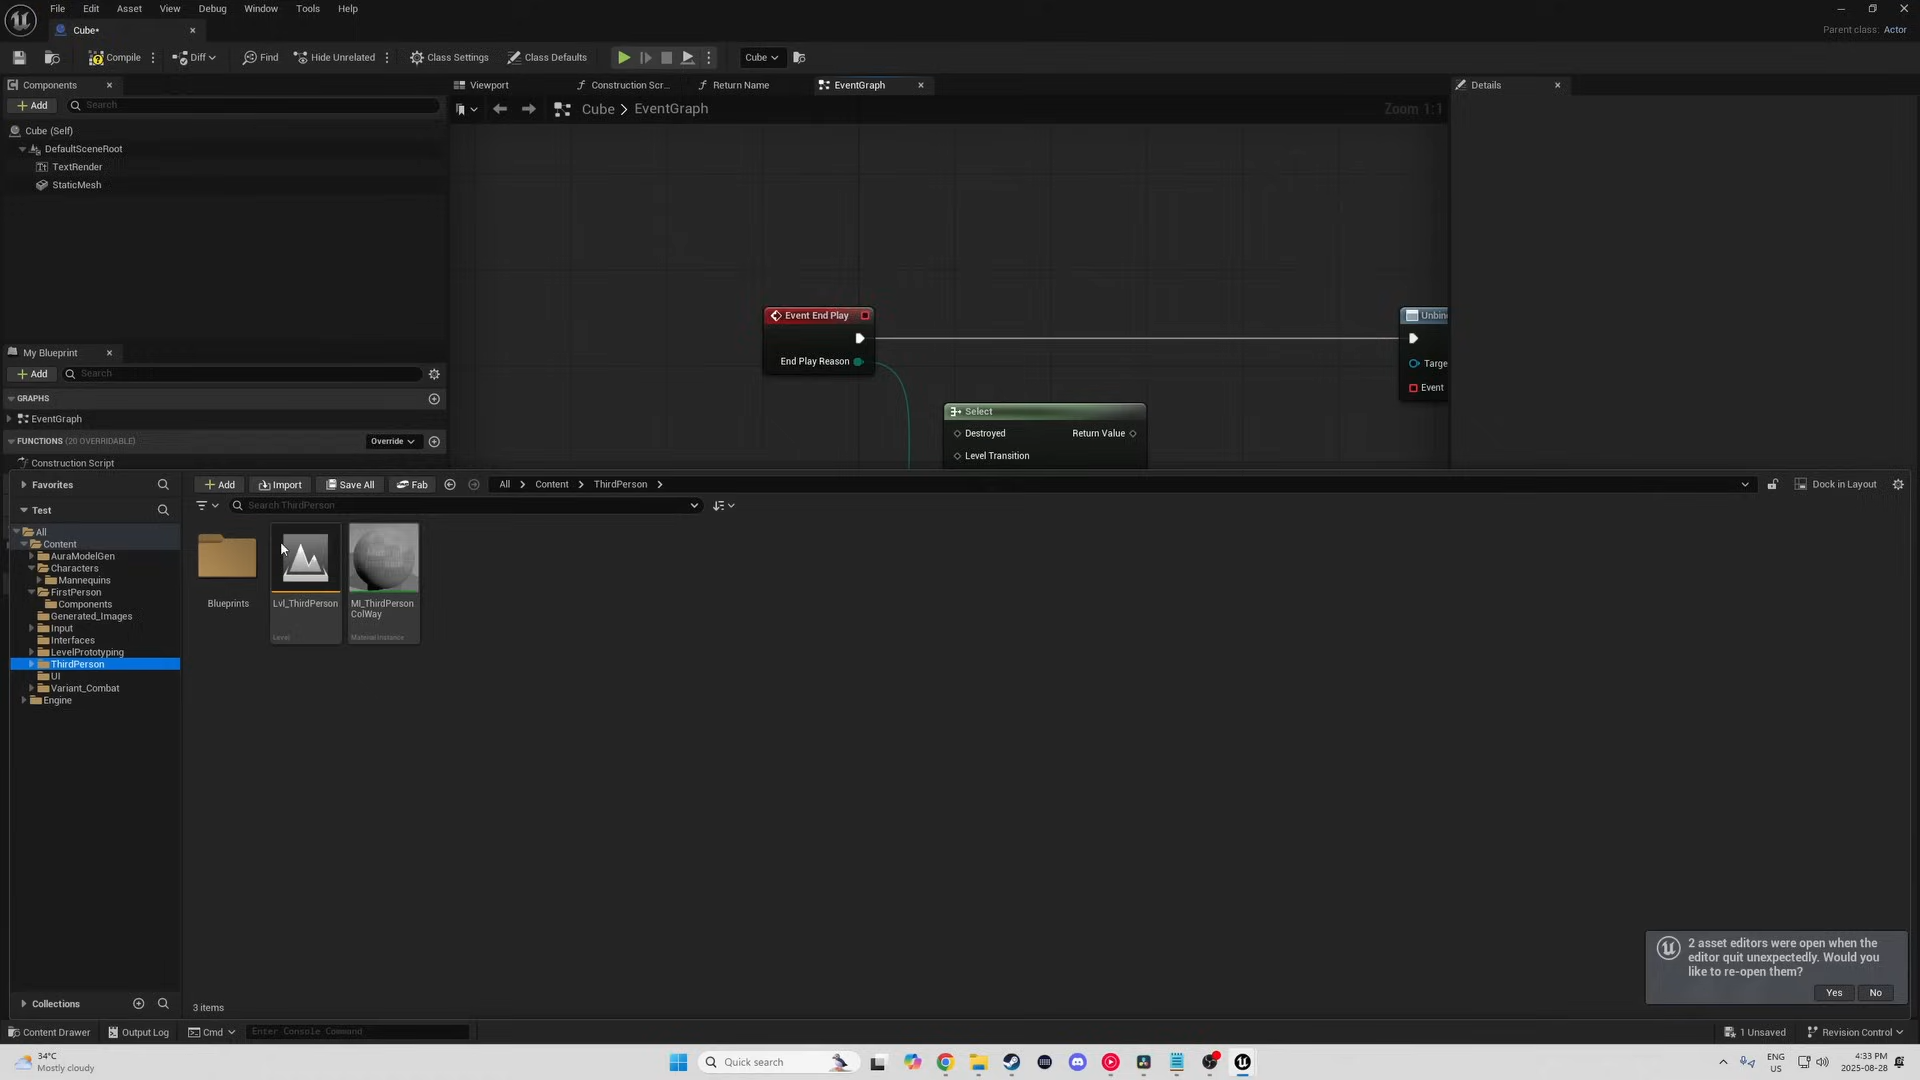 File Edit Asset View Debug Window Tools Help
Cube•
Parent class: Actor
Compile Diff Find Hide Unrelated Class Settings Class Defaults Cube
Components
Viewport Construction Scr... Return Name EventGraph Details
Add Search
Cube > EventGraph Zoom 1:1
Cube (Self)
DefaultSceneRoot
TextRender
StaticMesh
Event End Play
End Play Reason
Unbin
Targe
Event
Select
Destroyed Return Value
Level Transition
My Blueprint
Add Search
GRAPHS
EventGraph
FUNCTIONS (20 OVERRIDABLE) Override
Construction Script
Favorites
Add Import Save All Fab All > Content > ThirdPerson > Dock in Layout
Test
Search ThirdPerson
All
Content
AuraModelGen
Characters
Mannequins
FirstPerson
Components
Generated_Images
Input
Interfaces
LevelPrototyping
ThirdPerson
UI
Variant_Combat
Engine
Blueprints
Lvl_ThirdPerson
Level
MI_ThirdPerson
ColWay
Material Instance
2 asset editors were open when the
editor quit unexpectedly. Would you
like to re-open them?
Yes No
Collections
3 items
Content Drawer Output Log Cmd Enter Console Command 1 Unsaved Revision Control
34°C
Mostly cloudy
Quick search
ENG
US
4:33 PM
2025-08-28